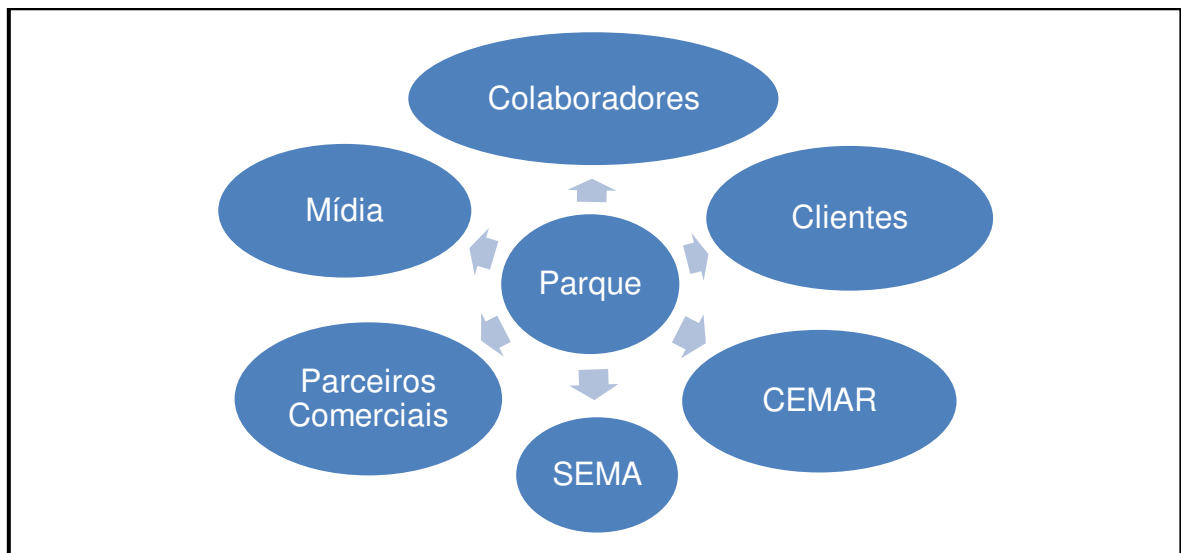 Colaboradores
Mídia
Clientes
Parque
Parceiros
Comerciais
CEMAR
SEMA